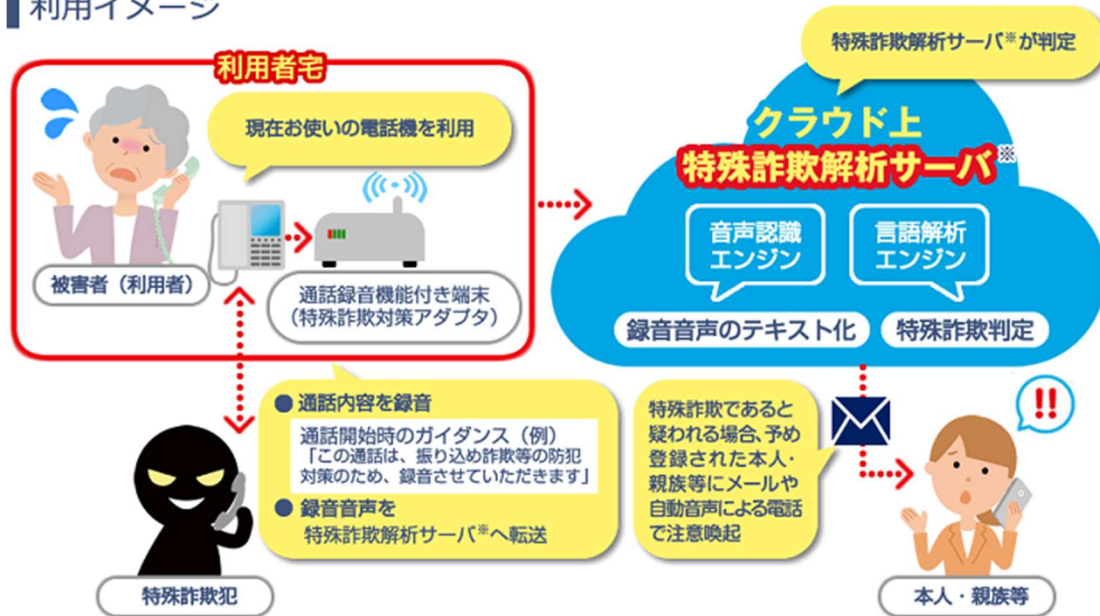 利用イメージ
特殊詐欺解析サーバ※が判定
利用者宅
現在お使いの電話機を利用
被害者（利用者）
通話録音機能付き端末
（特殊詐欺対策アダプタ）
クラウド上
特殊詐欺解析サーバ※
音声認識
エンジン
言語解析
エンジン
録音音声のテキスト化
特殊詐欺判定
● 通話内容を録音
通話開始時のガイダンス（例）
「この通話は、振り込め詐欺等の防犯
対策のため、録音させていただきます」
● 録音音声を
特殊詐欺解析サーバ※へ転送
特殊詐欺であると
疑われる場合、予め
登録された本人・
親族等にメールや
自動音声による電話
で注意喚起
!!
特殊詐欺犯
本人・親族等